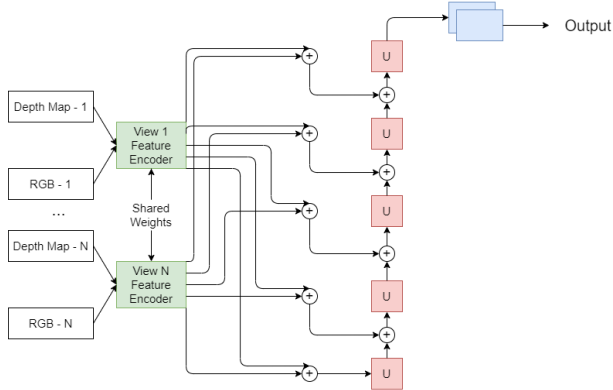 Depth Map - 1
RGB - 1
...
Depth Map - N
RGB - N
View 1
Feature
Encoder
Shared
Weights
View N
Feature
Encoder
+
+
+
+
+
+
+
+
+
U
U
U
U
U
Output